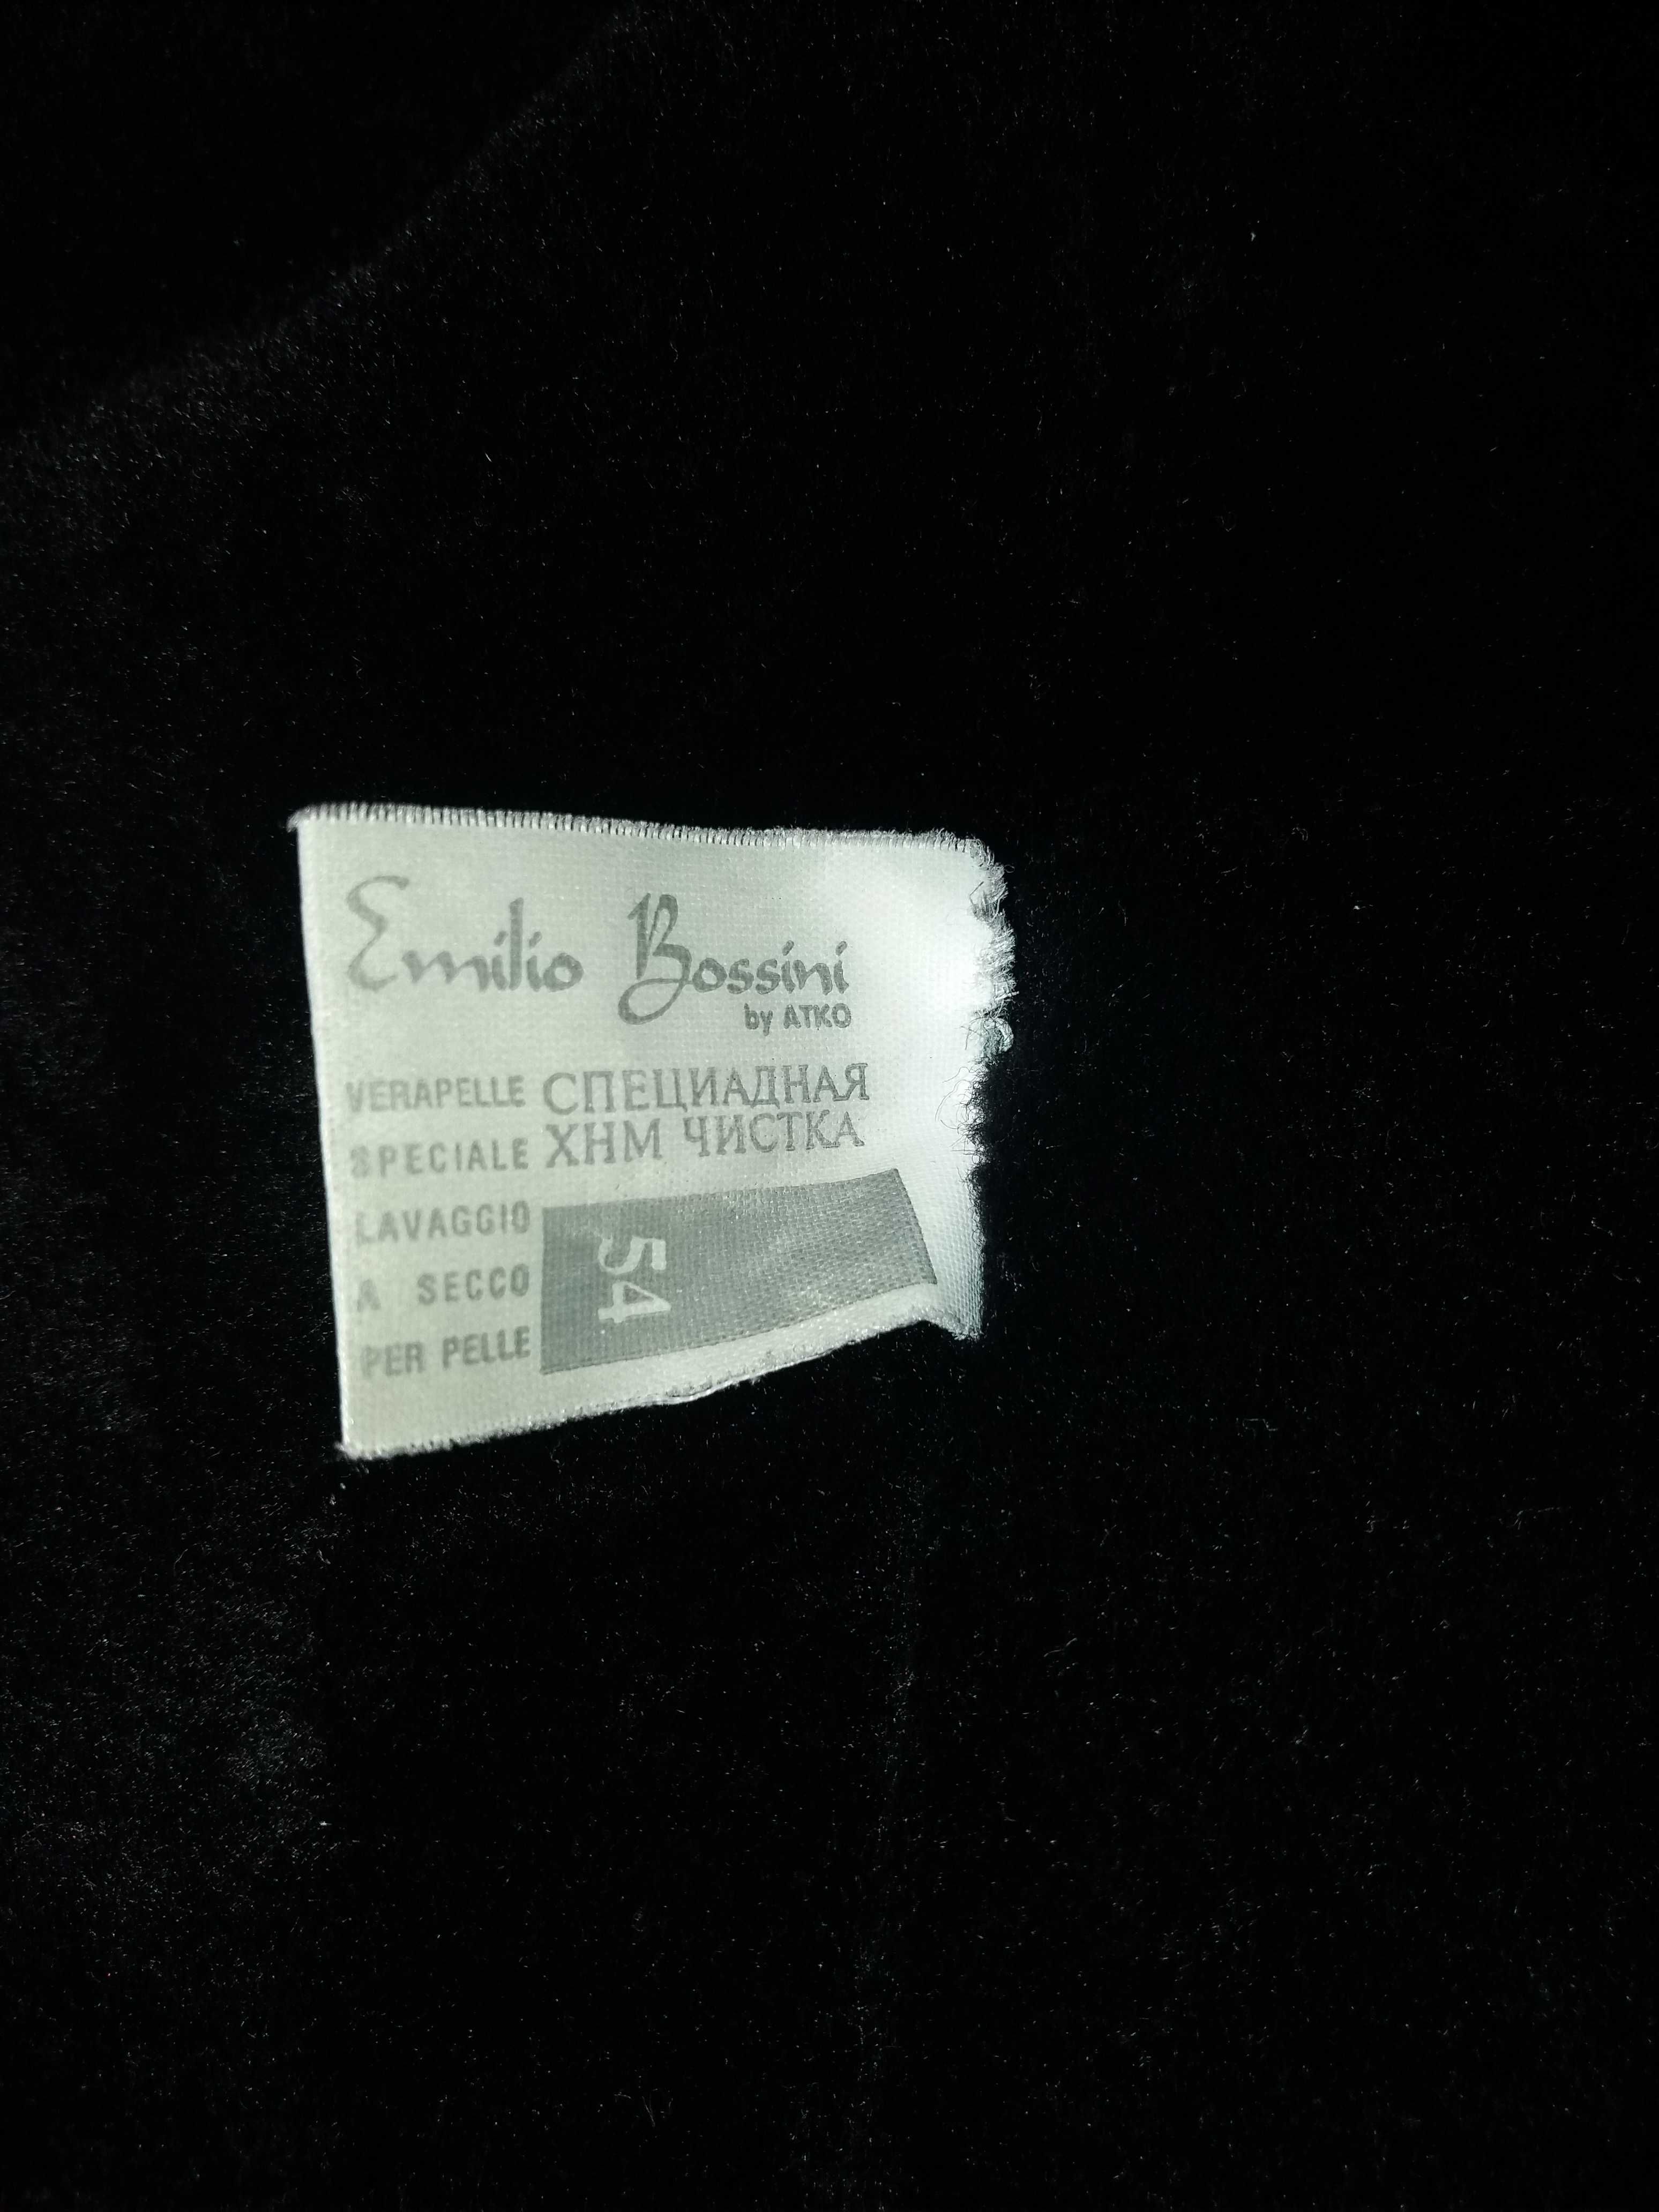 Emilio Bossini
by ATKO
VERAPELLE
SPECIALE
LAVAGGIO
A SECCO
PER PELLE
СПЕЦИАДНАЯ
ХНМ ЧИСТКА
54